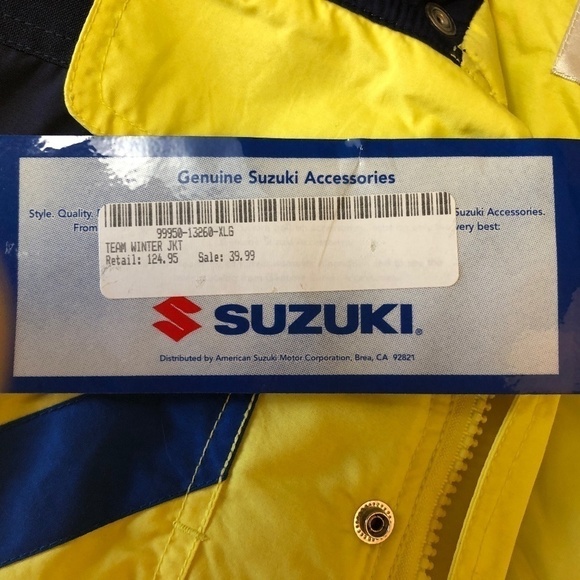 Genuine Suzuki Accessories
Style. Quality. Suzuki Accessories.
From very best:
99950-13260-XLG
TEAM WINTER JKT
Retail: 124.95 Sale: 39.99
SUZUKI®
Distributed by American Suzuki Motor Corporation, Brea, CA 92821